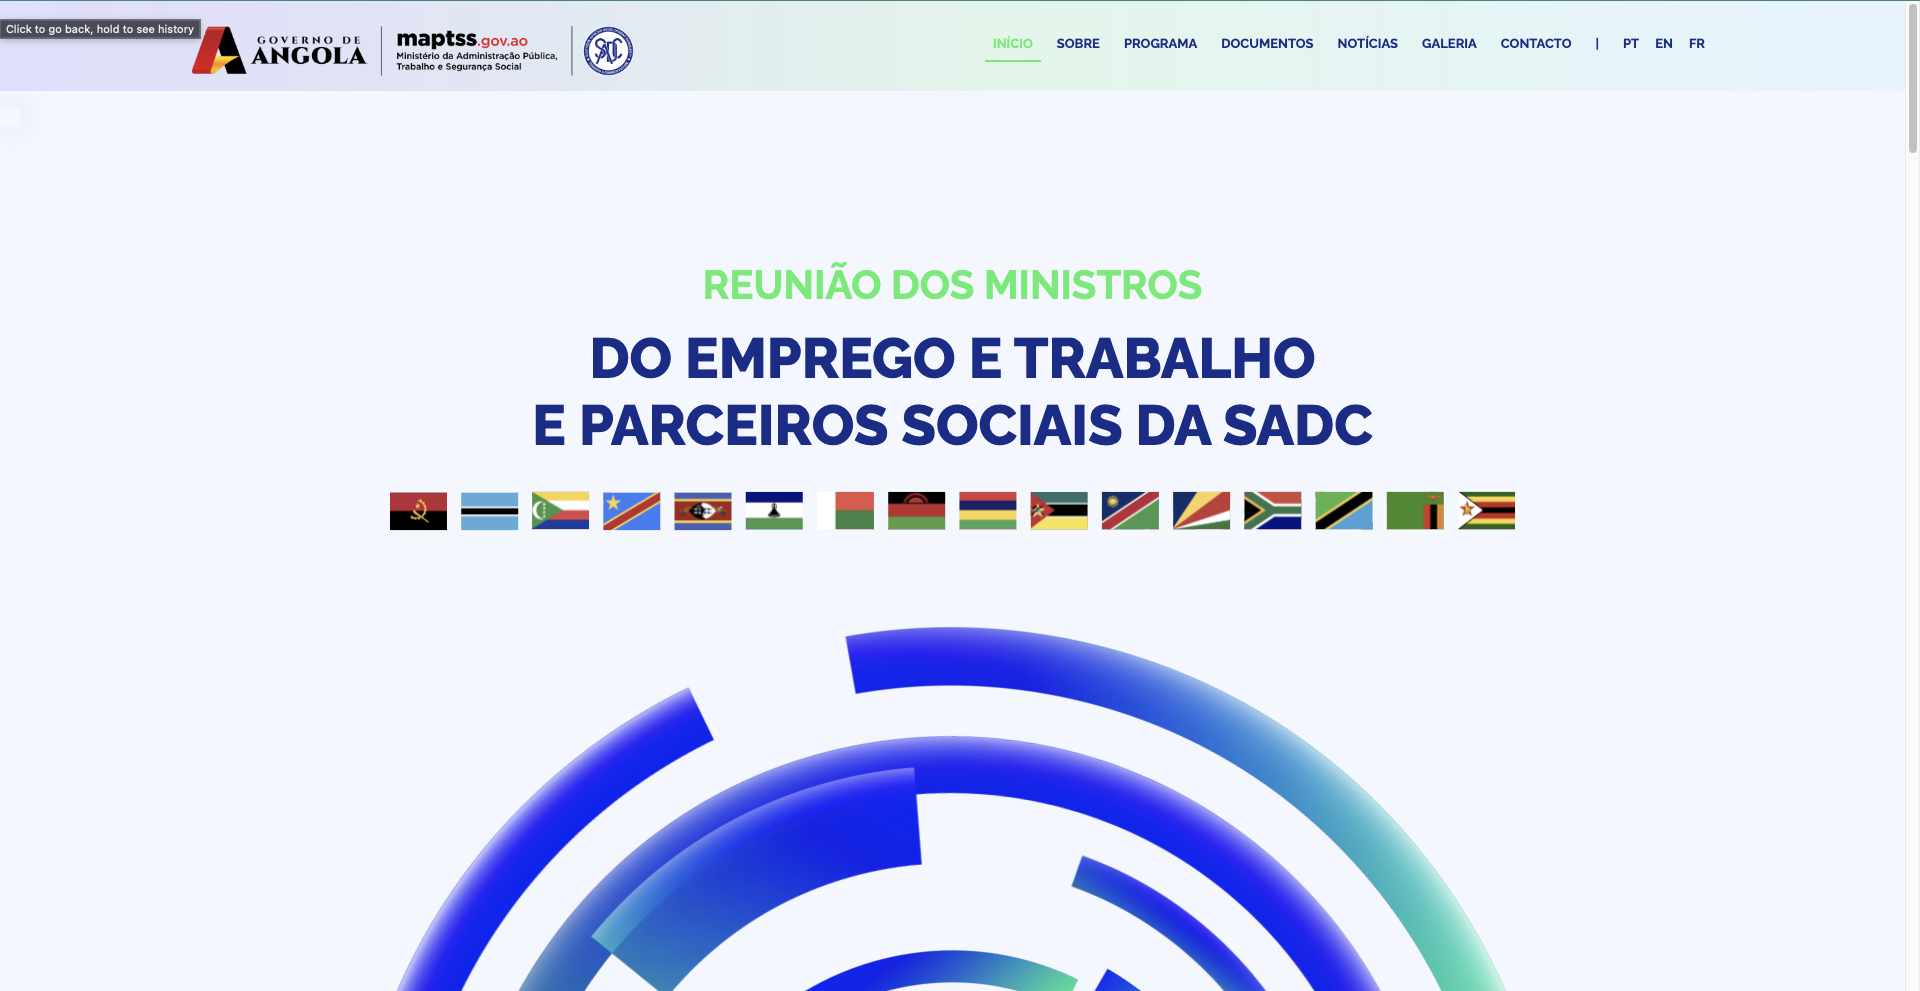 Click to go back, hold to see history
GOVERNO DE
ANGOLA
maptss.gov.ao
Ministério da Administração Pública,
Trabalho e Segurança Social
SADC
INÍCIO SOBRE PROGRAMA DOCUMENTOS NOTÍCIAS GALERIA CONTACTO | PT EN FR
REUNIÃO DOS MINISTROS
DO EMPREGO E TRABALHO
E PARCEIROS SOCIAIS DA SADC